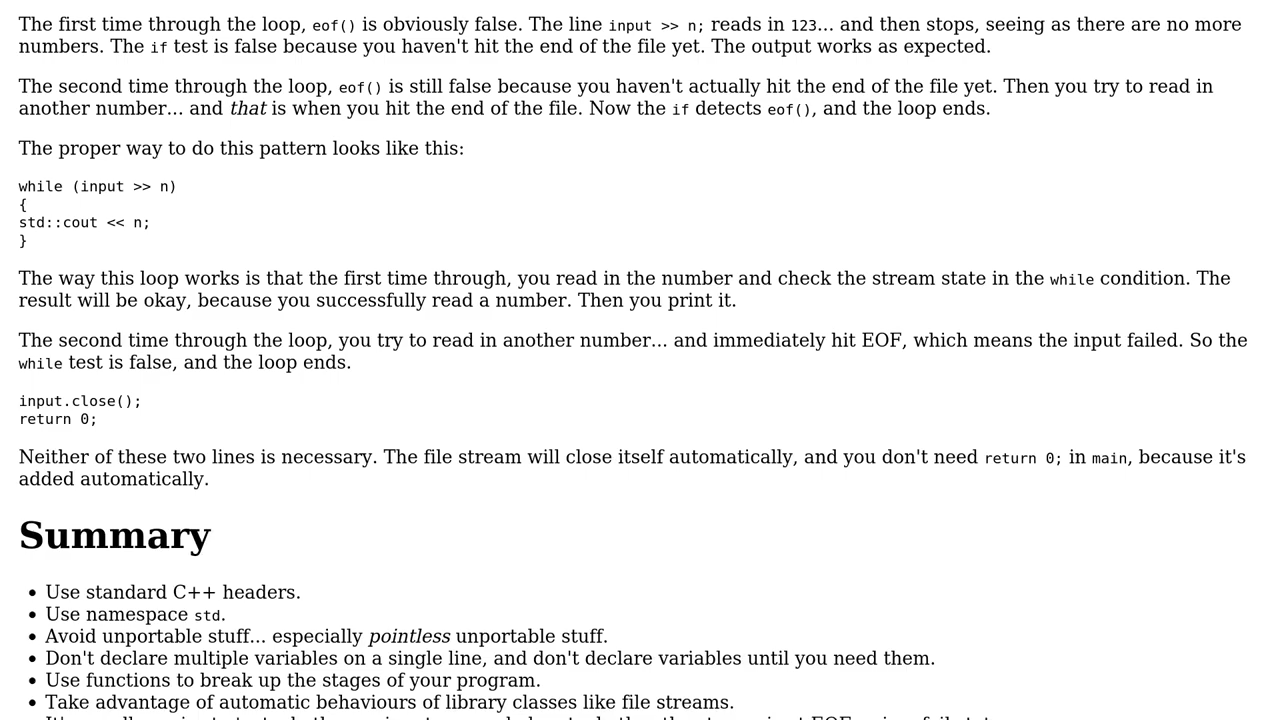 The first time through the loop, eof() is obviously false. The line input >> n; reads in 123... and then stops, seeing as there are no more
numbers. The if test is false because you haven't hit the end of the file yet. The output works as expected.
The second time through the loop, eof() is still false because you haven't actually hit the end of the file yet. Then you try to read in
another number... and that is when you hit the end of the file. Now the if detects eof(), and the loop ends.
The proper way to do this pattern looks like this:
while (input >> n)
{
std::cout << n;
}
The way this loop works is that the first time through, you read in the number and check the stream state in the while condition. The
result will be okay, because you successfully read a number. Then you print it.
The second time through the loop, you try to read in another number... and immediately hit EOF, which means the input failed. So the
while test is false, and the loop ends.
input.close();
return 0;
Neither of these two lines is necessary. The file stream will close itself automatically, and you don't need return 0; in main, because it's
added automatically.
Summary
• Use standard C++ headers.
• Use namespace std.
• Avoid unportable stuff... especially pointless unportable stuff.
• Don't declare multiple variables on a single line, and don't declare variables until you need them.
• Use functions to break up the stages of your program.
• Take advantage of automatic behaviours of library classes like file streams.